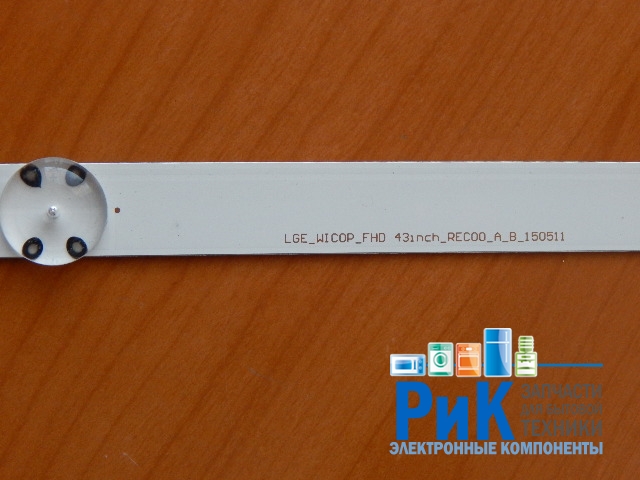 LGE_WICOP_FHD 43inch_REC00_A_B_150511
РиК
ЗАПЧАСТИ
для бытовой
ТЕХНИКИ
ЭЛЕКТРОННЫЕ КОМПОНЕНТЫ